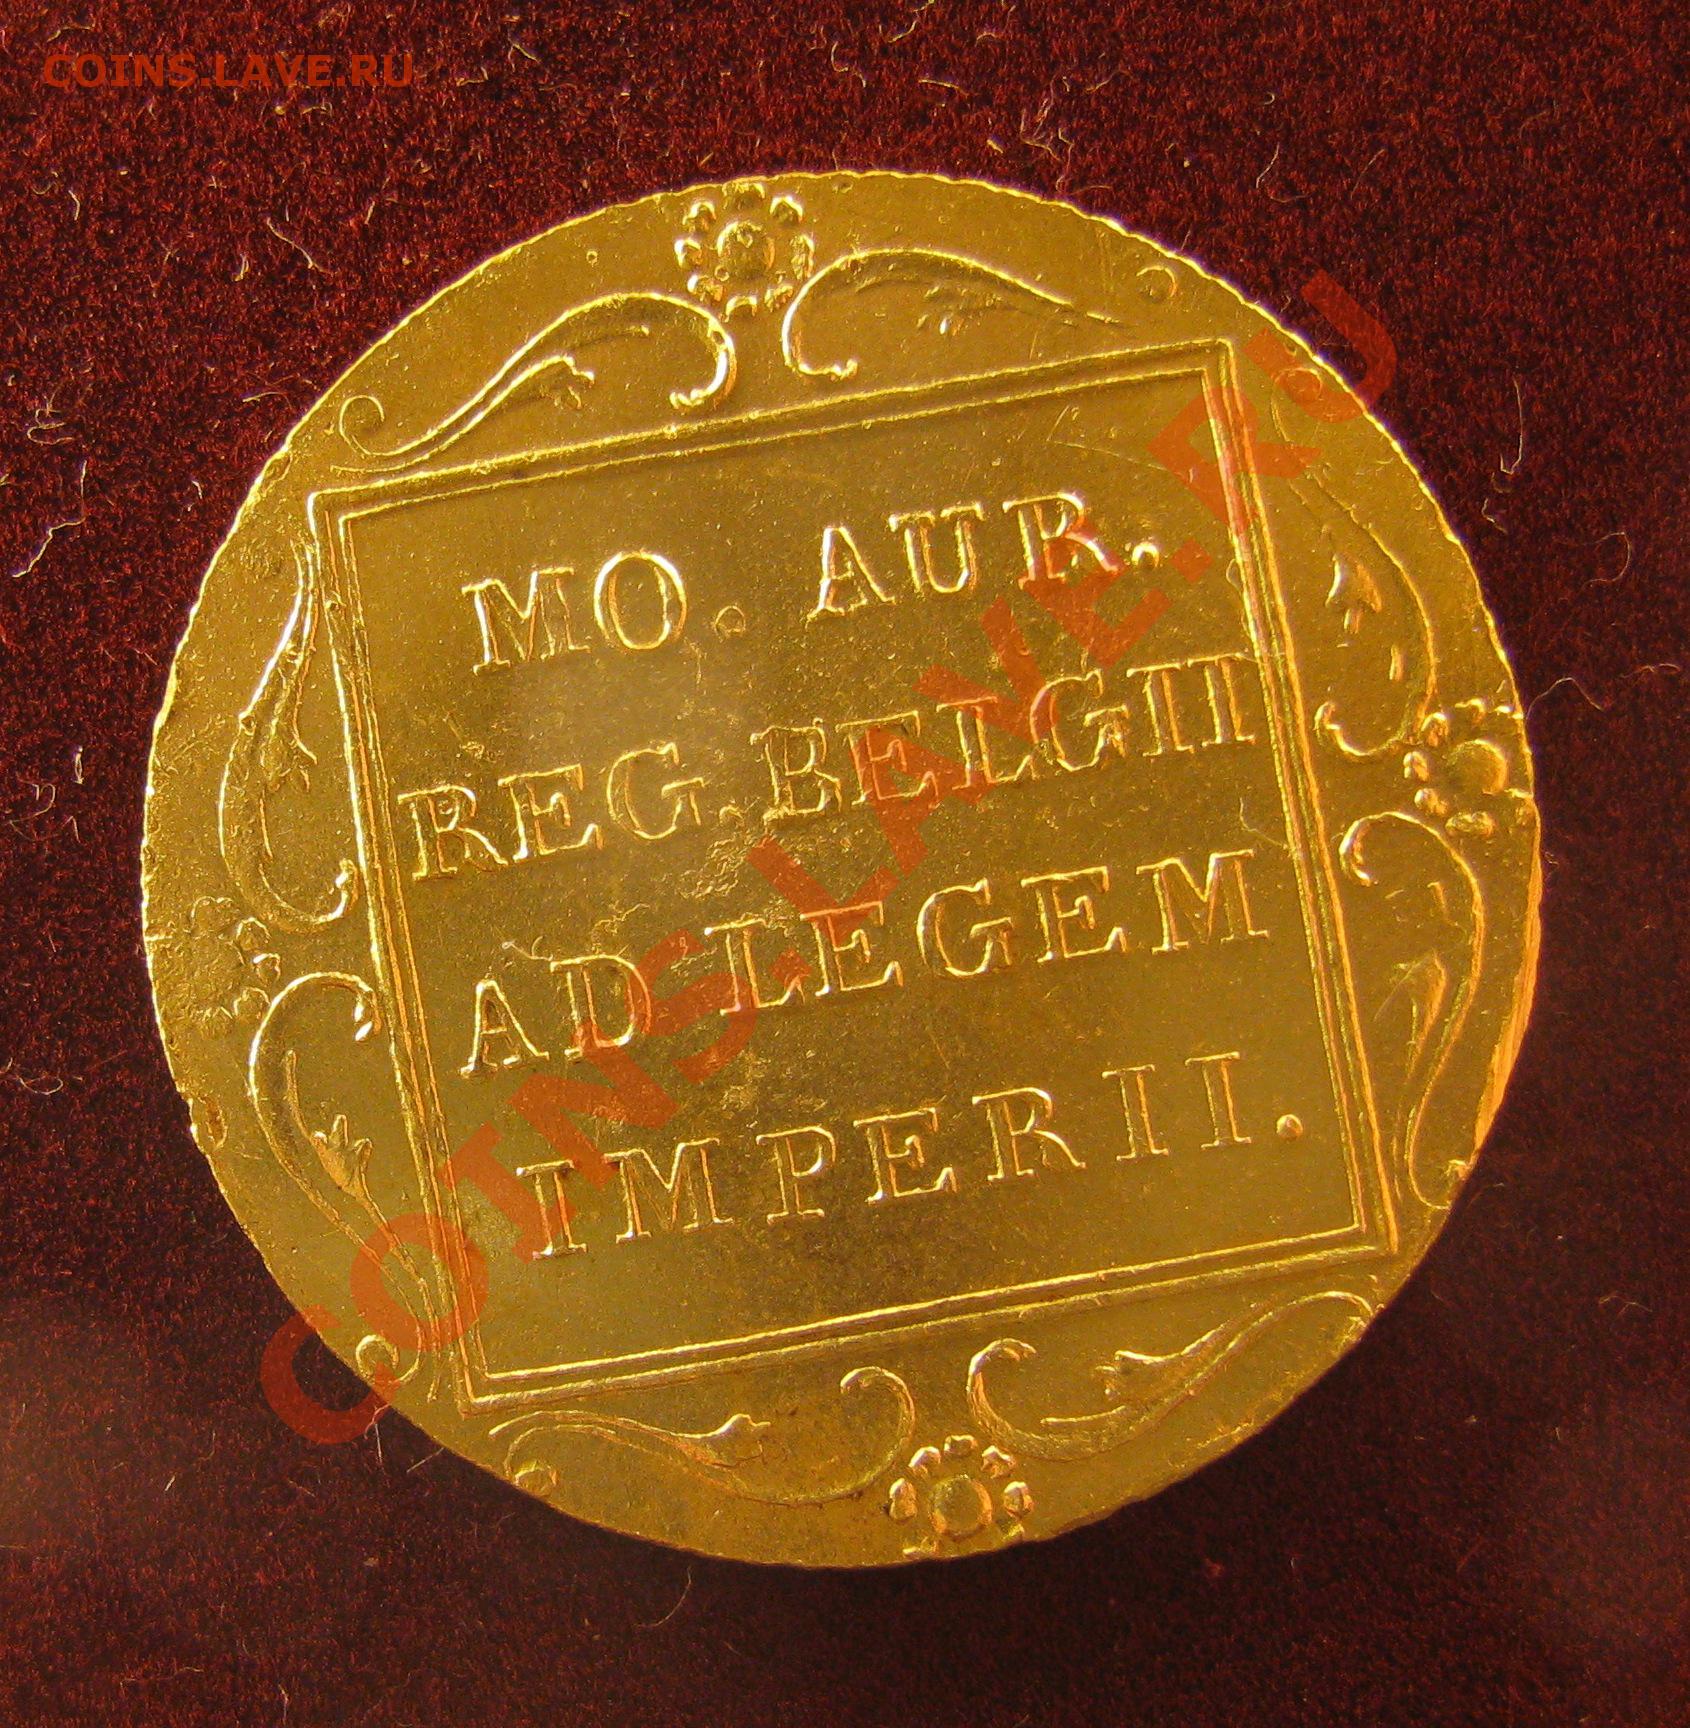 COINS.LAVE.RU
MO. AUR.
REG. BELGII
AD LEGEM
IMPERII.
COINS.LAVE.RU